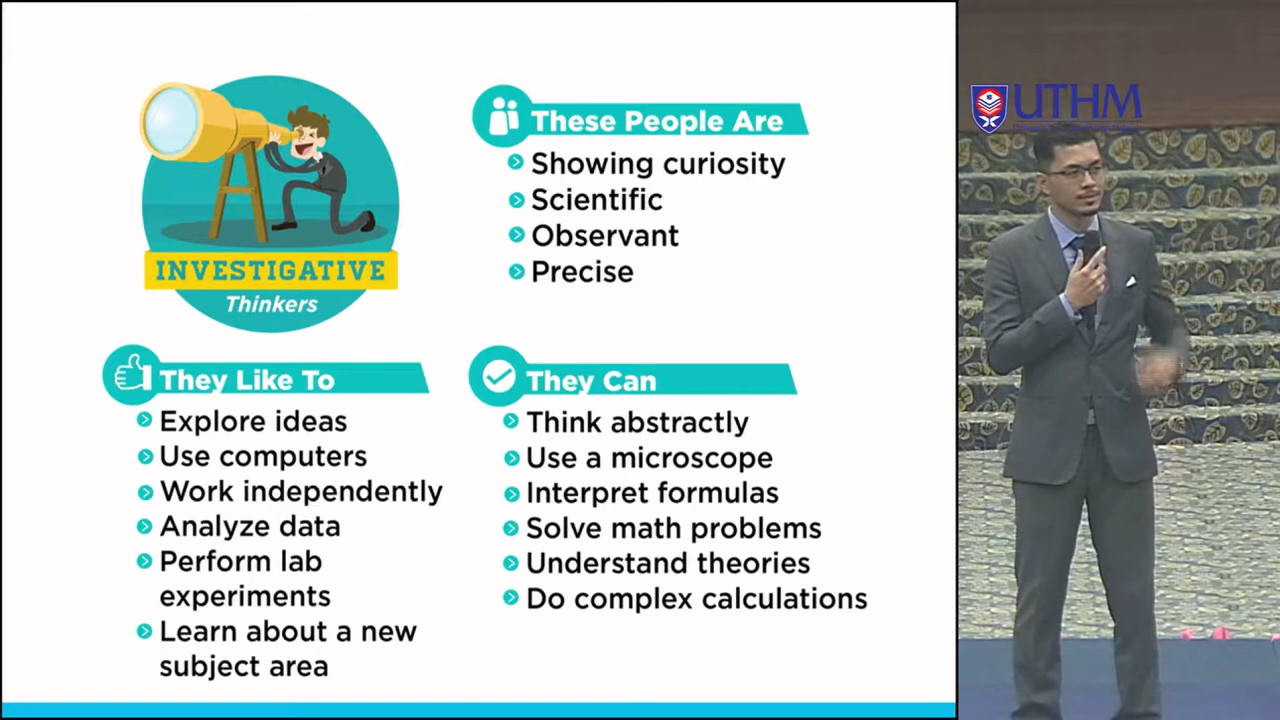 INVESTIGATIVE
Thinkers
These People Are
Showing curiosity
Scientific
Observant
Precise
They Like To
Explore ideas
Use computers
Work independently
Analyze data
Perform lab
experiments
Learn about a new
subject area
They Can
Think abstractly
Use a microscope
Interpret formulas
Solve math problems
Understand theories
Do complex calculations
UTHM